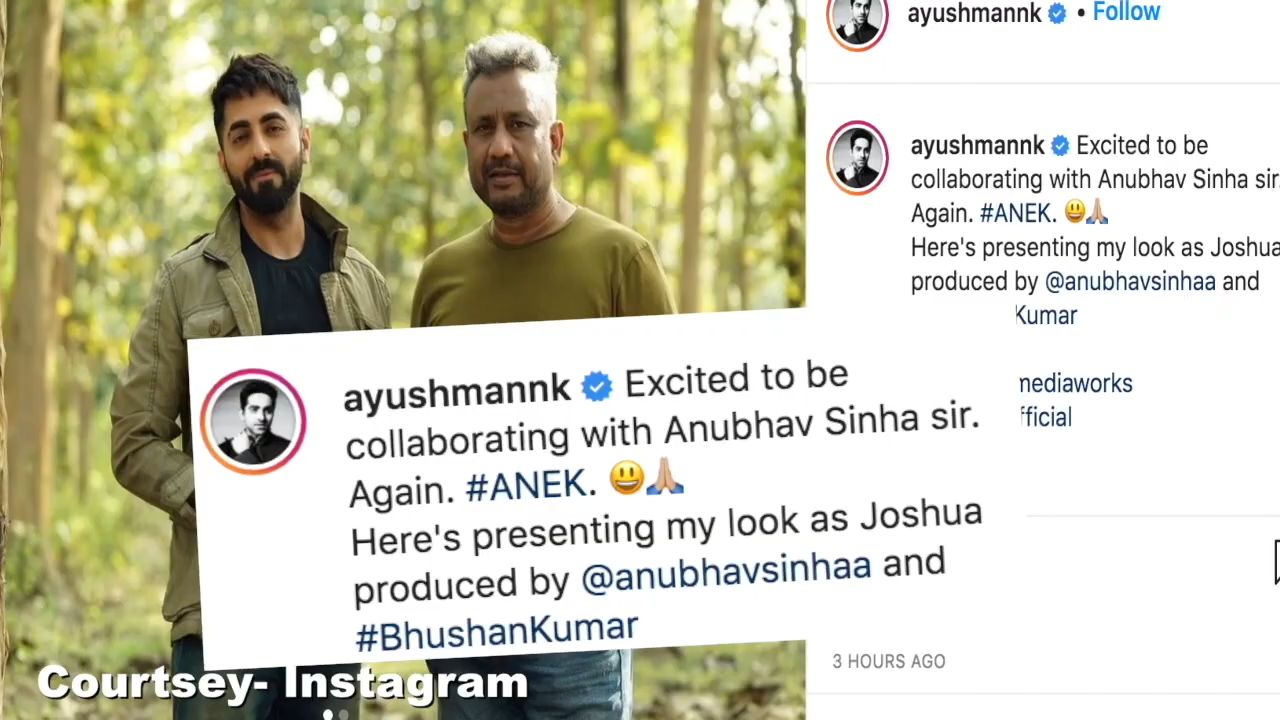 ayushmannk • Follow
ayushmannk Excited to be
collaborating with Anubhav Sinha sir.
Again. #ANEK. 😃🙏🏼
Here's presenting my look as Joshua
produced by @anubhavsinhaa and
Kumar
mediaworks
fficial
3 HOURS AGO
ayushmannk Excited to be
collaborating with Anubhav Sinha sir.
Again. #ANEK. 😃🙏🏼
Here's presenting my look as Joshua
produced by @anubhavsinhaa and
#BhushanKumar
Courtsey- Instagram